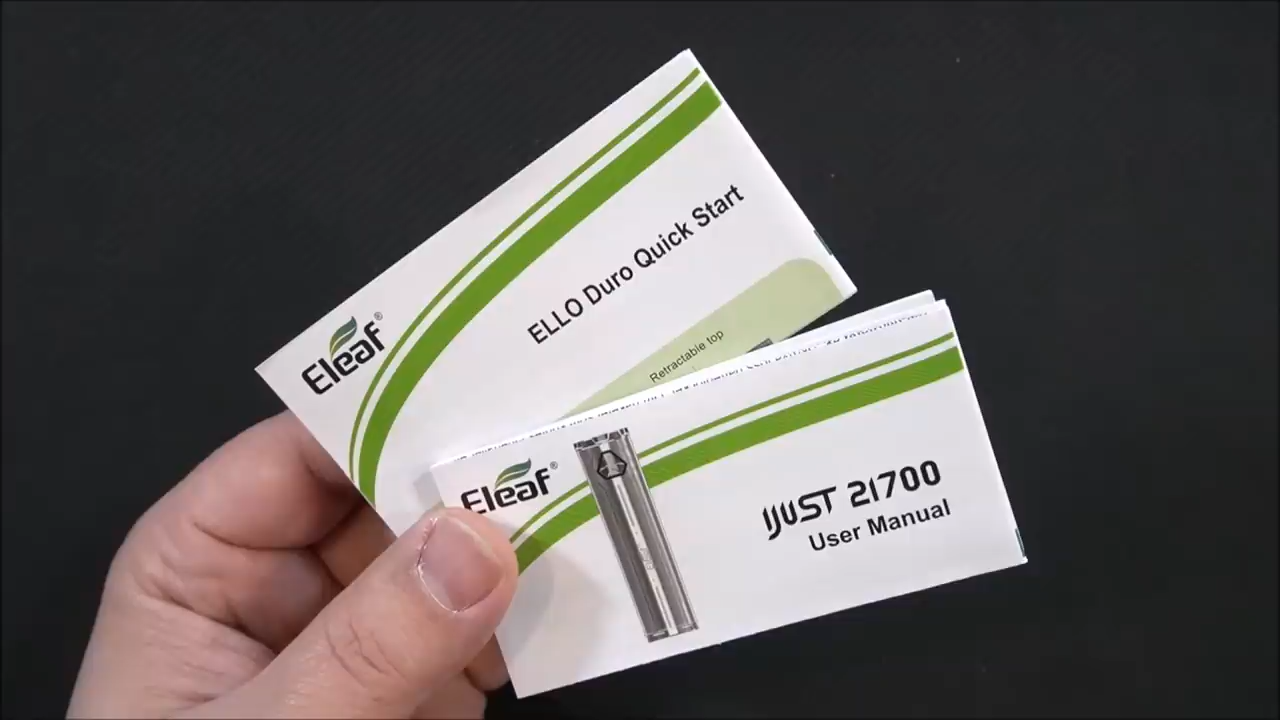 Eleaf®
ELLO Duro Quick Start
Retractable top
Eleaf®
iJUST 21700
User Manual